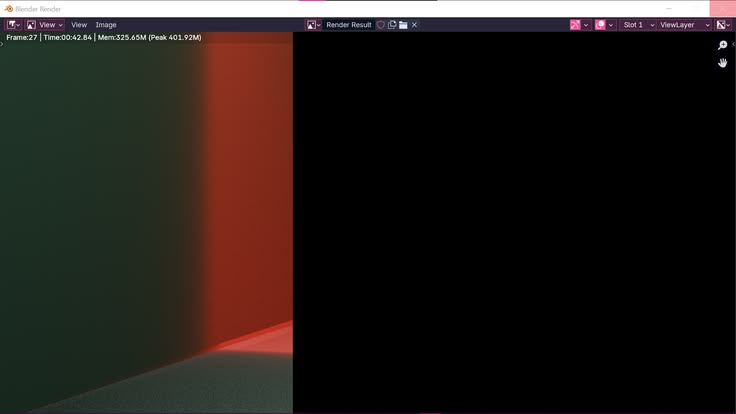 Blender Render
View View Image Render Result Slot 1 ViewLayer
Frame:27 | Time:00:42.84 | Mem:325.65M (Peak 401.92M)